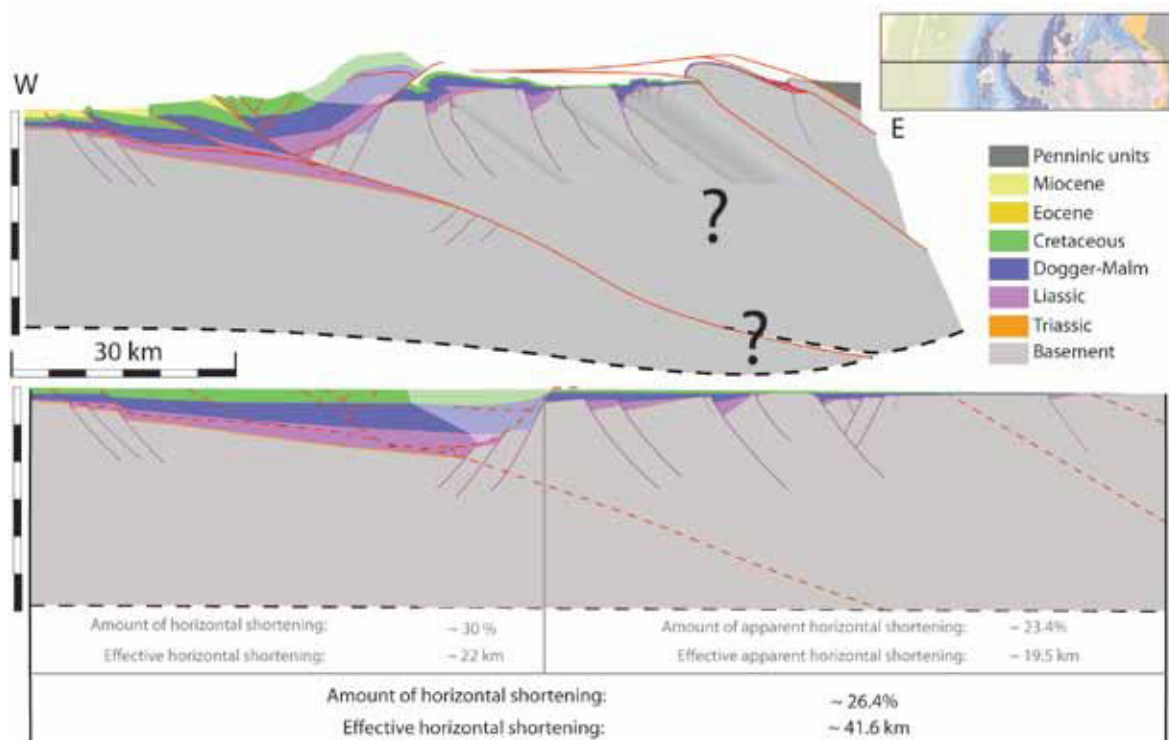 W
E
Penninic units
Miocene
Eocene
Cretaceous
Dogger-Malm
Liassic
Triassic
Basement
?
?
30 km
Amount of horizontal shortening: ~ 30 %
Effective horizontal shortening: ~ 22 km
Amount of apparent horizontal shortening: ~ 23.4%
Effective apparent horizontal shortening: ~ 19.5 km
Amount of horizontal shortening: ~ 26.4%
Effective horizontal shortening: ~ 41.6 km